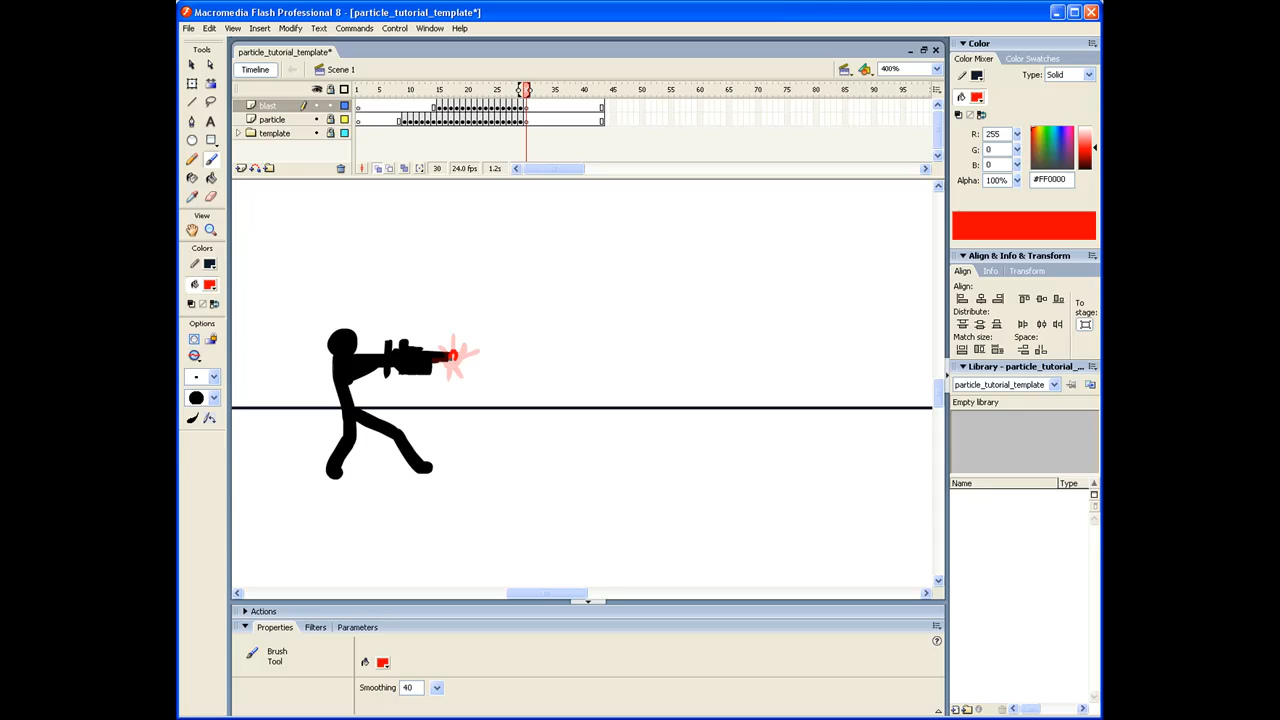 Macromedia Flash Professional 8 - [particle_tutorial_template*]
File Edit View Insert Modify Text Commands Control Window Help
Tools
particle_tutorial_template*
Timeline
Scene 1
400%
1 5 10 15 20 25 30 35 40 45 50 55 60 65 70 75 80 85 90 95
blast
particle
template
30 24.0 fps 1.2s
View
Colors
Options
Color
Color Mixer Color Swatches
Type: Solid
R: 255
G: 0
B: 0
Alpha: 100% #FF0000
Align & Info & Transform
Align Info Transform
Align:
Distribute:
Match size: Space:
To stage:
Library - particle_tutorial_...
particle_tutorial_template
Empty library
Name Type
Actions
Properties Filters Parameters
Brush
Tool
Smoothing 40